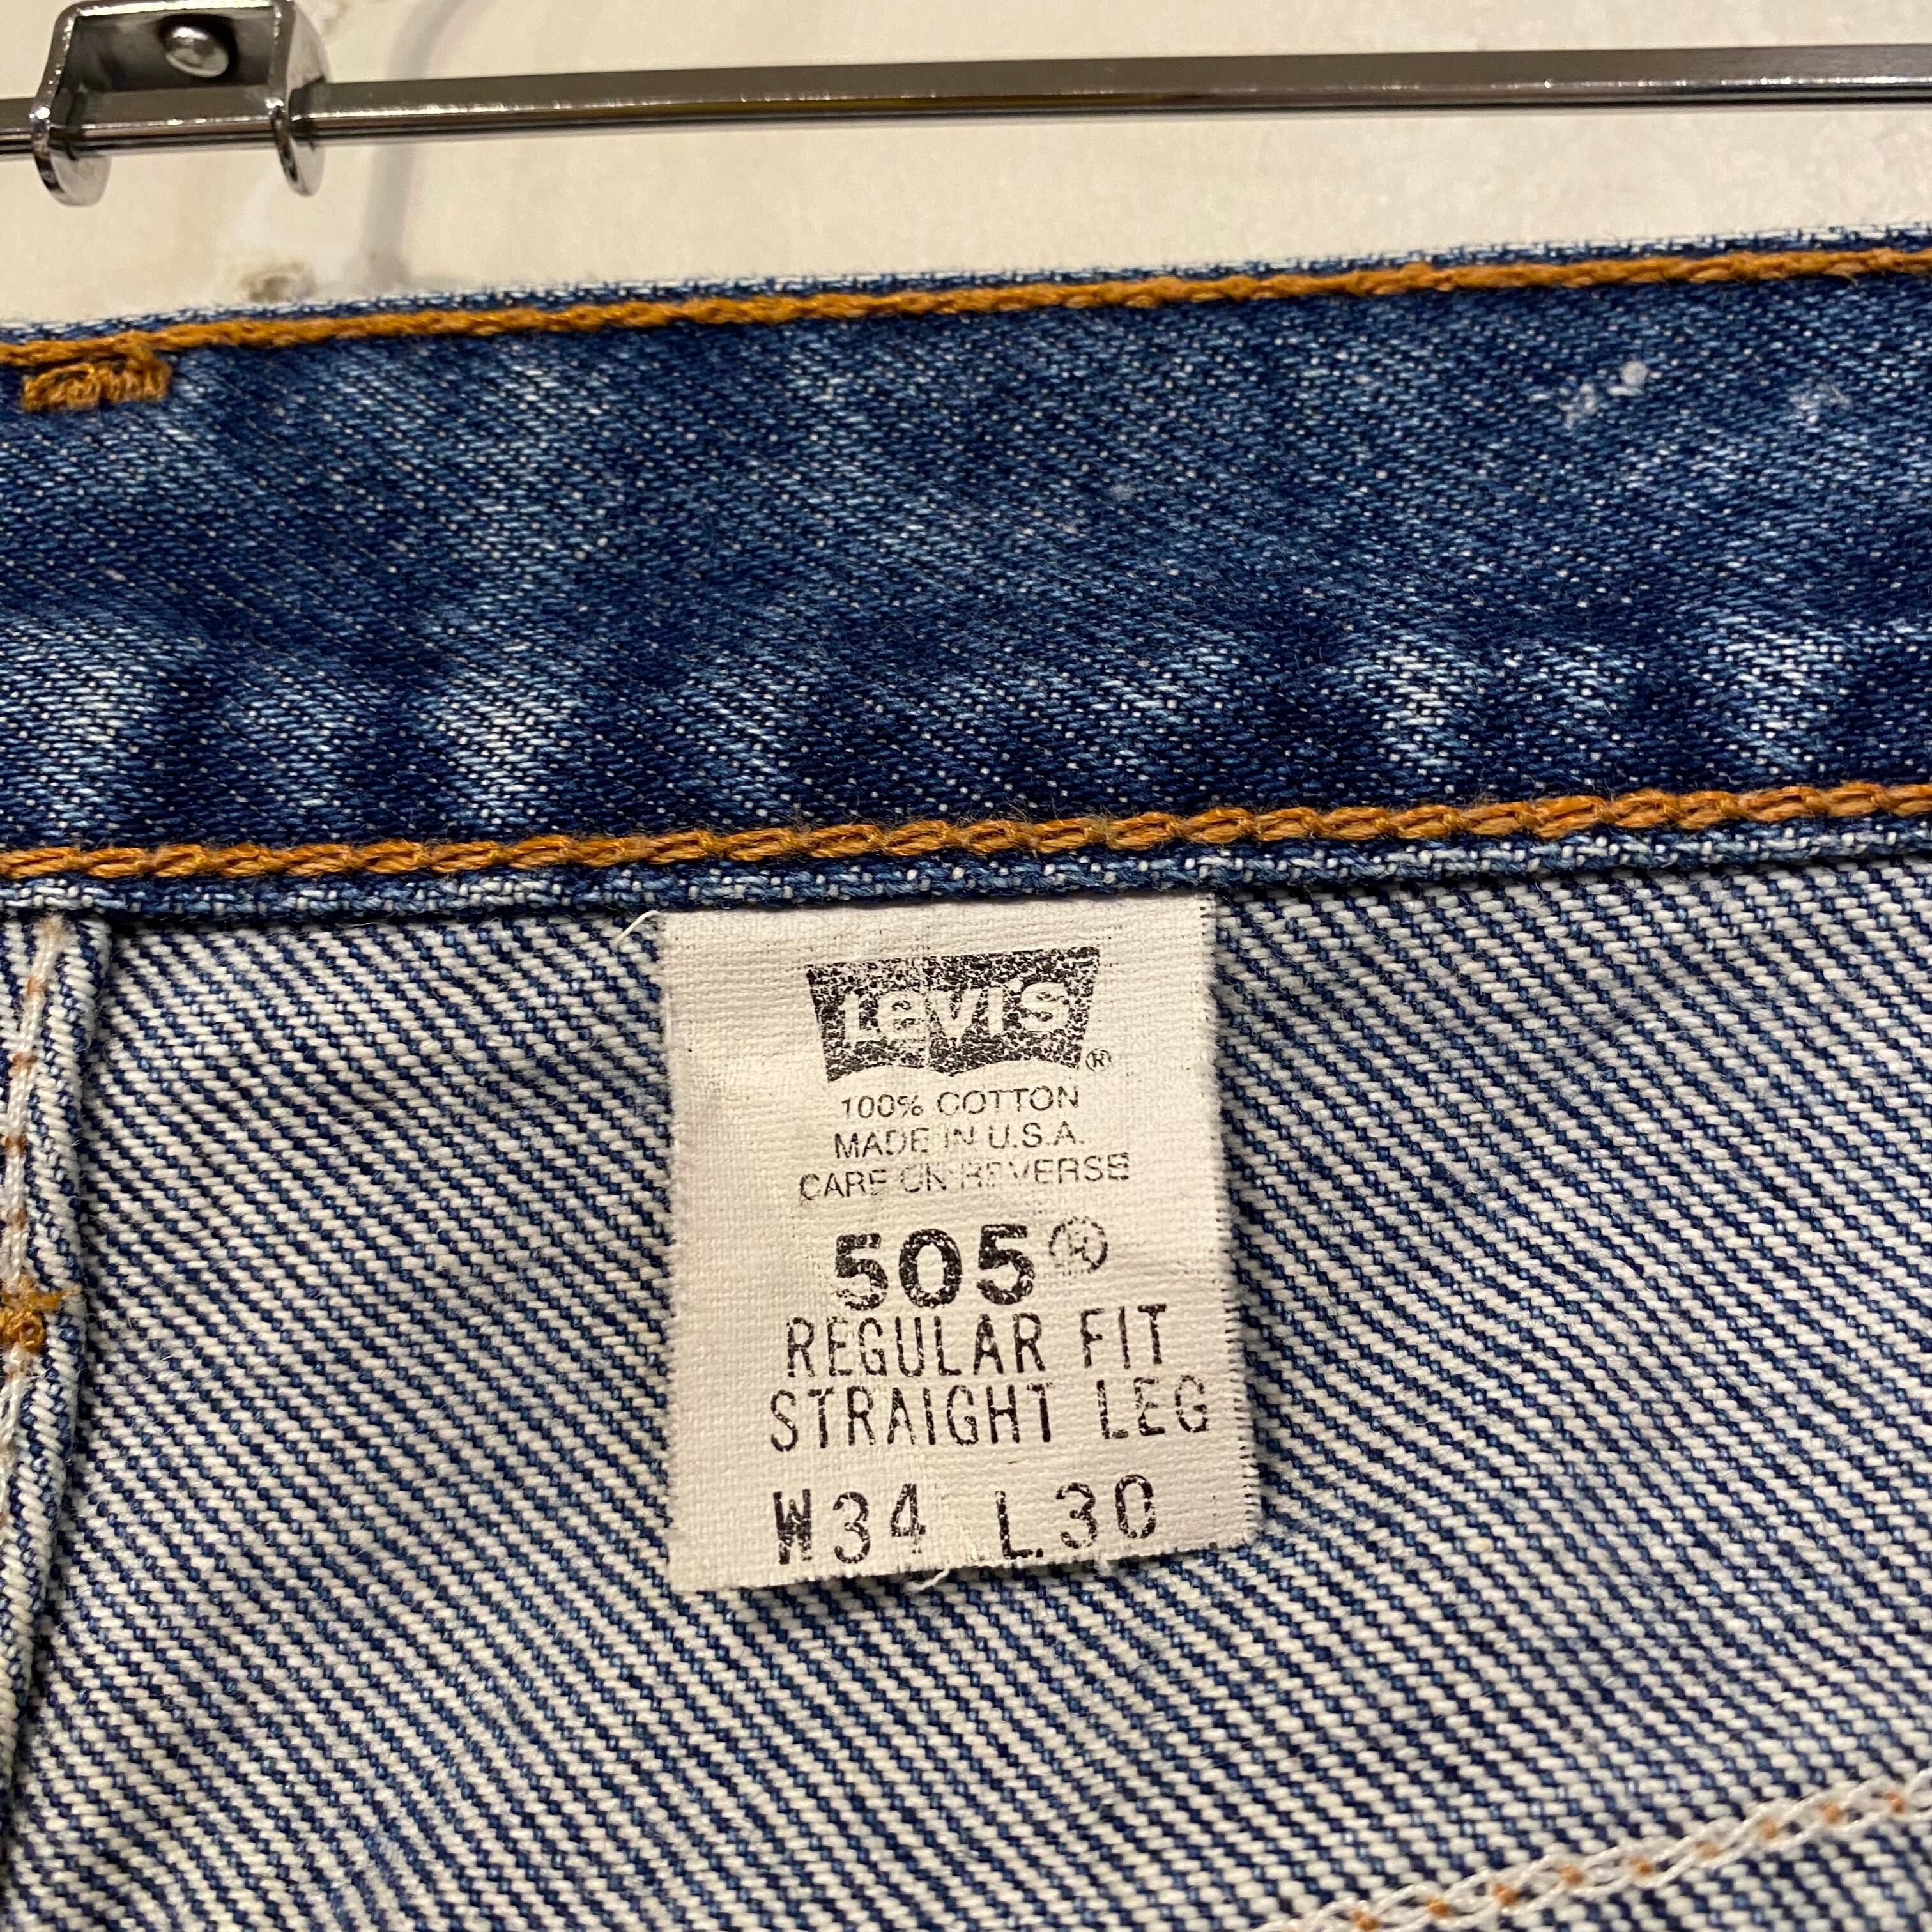 LEVI'S ®
100% COTTON
MADE IN U.S.A.
CARE ON REVERSE
505®
REGULAR FIT
STRAIGHT LEG
W34 L30